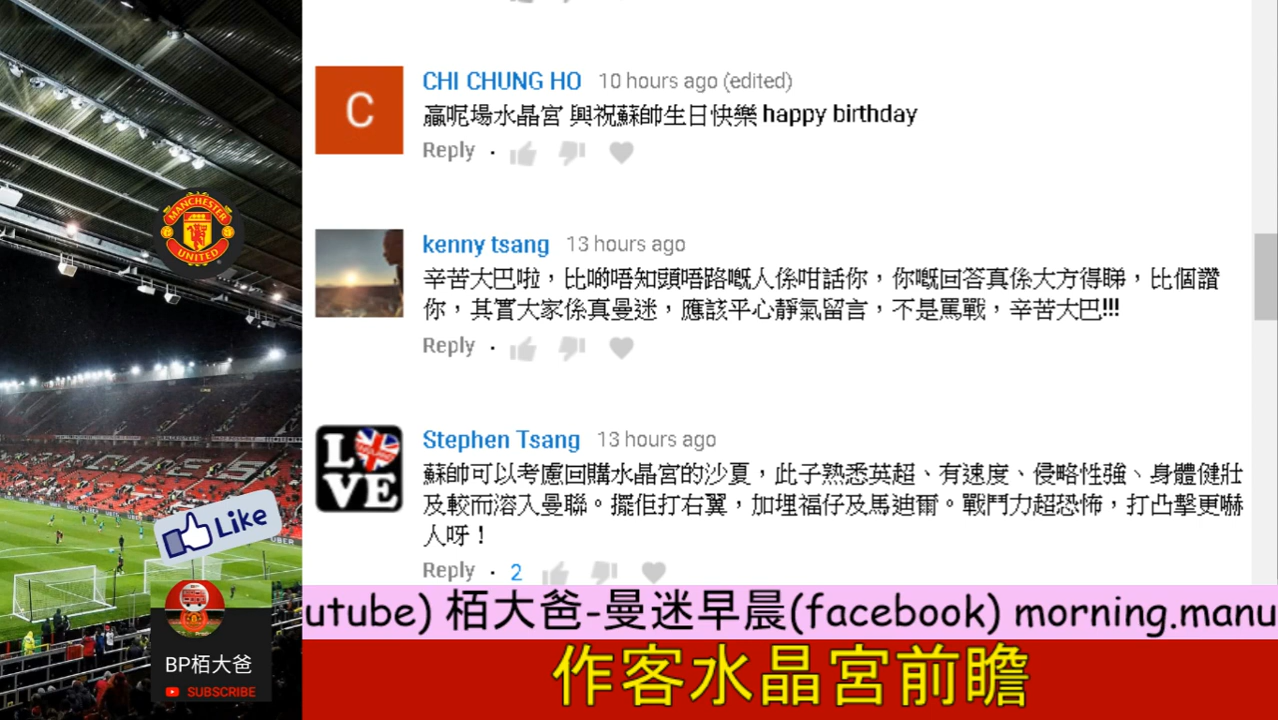 CHI CHUNG HO 10 hours ago (edited)
C
贏呢場水晶宮 與祝蘇帥生日快樂 happy birthday
Reply
MANCHESTER
UNITED
kenny tsang 13 hours ago
辛苦大巴啦，比啲唔知頭唔路嘅人係咁話你，你嘅回答真係大方得睇，比個讚
你，其實大家係真曼迷，應該平心靜氣留言，不是罵戰，辛苦大巴!!!
Reply
Stephen Tsang 13 hours ago
LOVE
蘇帥可以考慮回購水晶宮的沙夏，此子熟悉英超、有速度、侵略性強、身體健壯
及較而溶入曼聯。擺佢打右翼，加埋福仔及馬迪爾。戰鬥力超恐怖，打凸擊更嚇
人呀！
Reply 2
Like
BP栢大爸
SUBSCRIBE
utube) 栢大爸-曼迷早晨(facebook) morning.manu
作客水晶宮前瞻